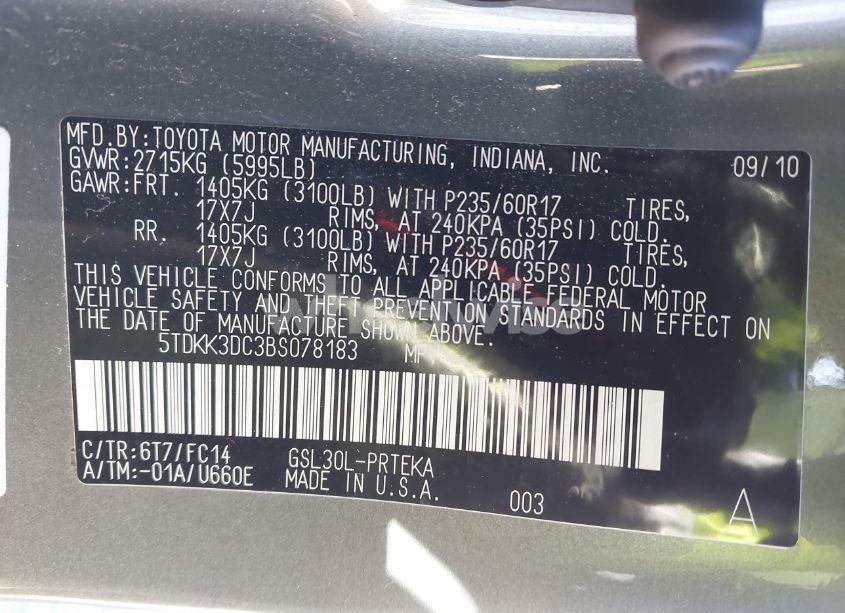 MFD.BY:TOYOTA MOTOR MANUFACTURING, INDIANA, INC. 09/10
GVWR:2715KG (5995LB)
GAWR:FRT. 1405KG (3100LB) WITH P235/60R17 TIRES,
17X7J RIMS, AT 240KPA (35PSI) COLD.
RR. 1405KG (3100LB) WITH P235/60R17 TIRES,
17X7J RIMS, AT 240KPA (35PSI) COLD.
THIS VEHICLE CONFORMS TO ALL APPLICABLE FEDERAL MOTOR
VEHICLE SAFETY AND THEFT PREVENTION STANDARDS IN EFFECT ON
THE DATE OF MANUFACTURE SHOWN ABOVE.
5TDKK3DC3BS078183
C/TR:6T7/FC14 GSL30L-PRTEKA
A/TM:-01A/U660E MADE IN U.S.A. 003 A